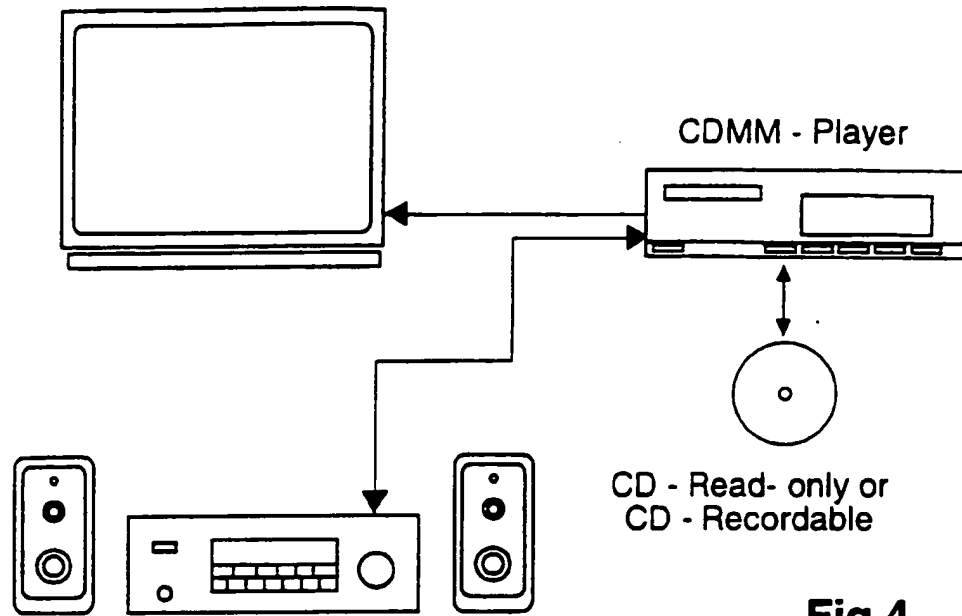 CDMM - Player
CD - Read- only or
CD - Recordable
Fig.4